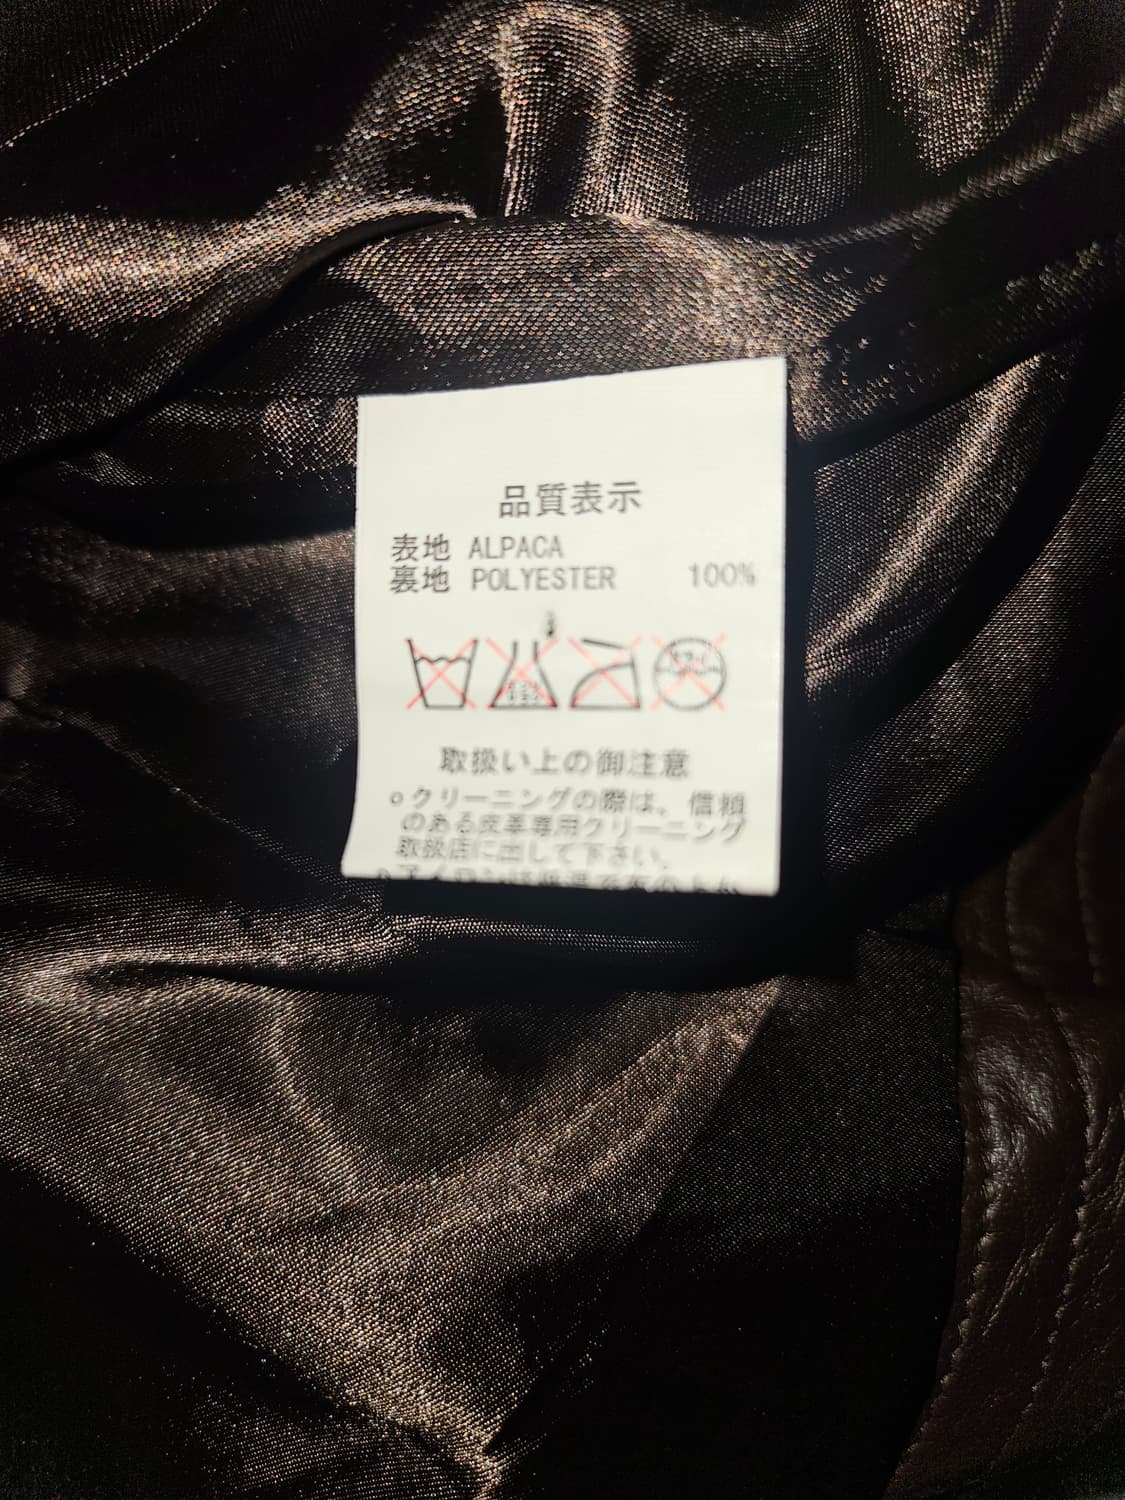 品質表示
表地 ALPACA
裏地 POLYESTER 100%
取扱い上の御注意
○クリーニングの際は、信頼
のある皮革専用クリーニング
取扱店に出して下さい。